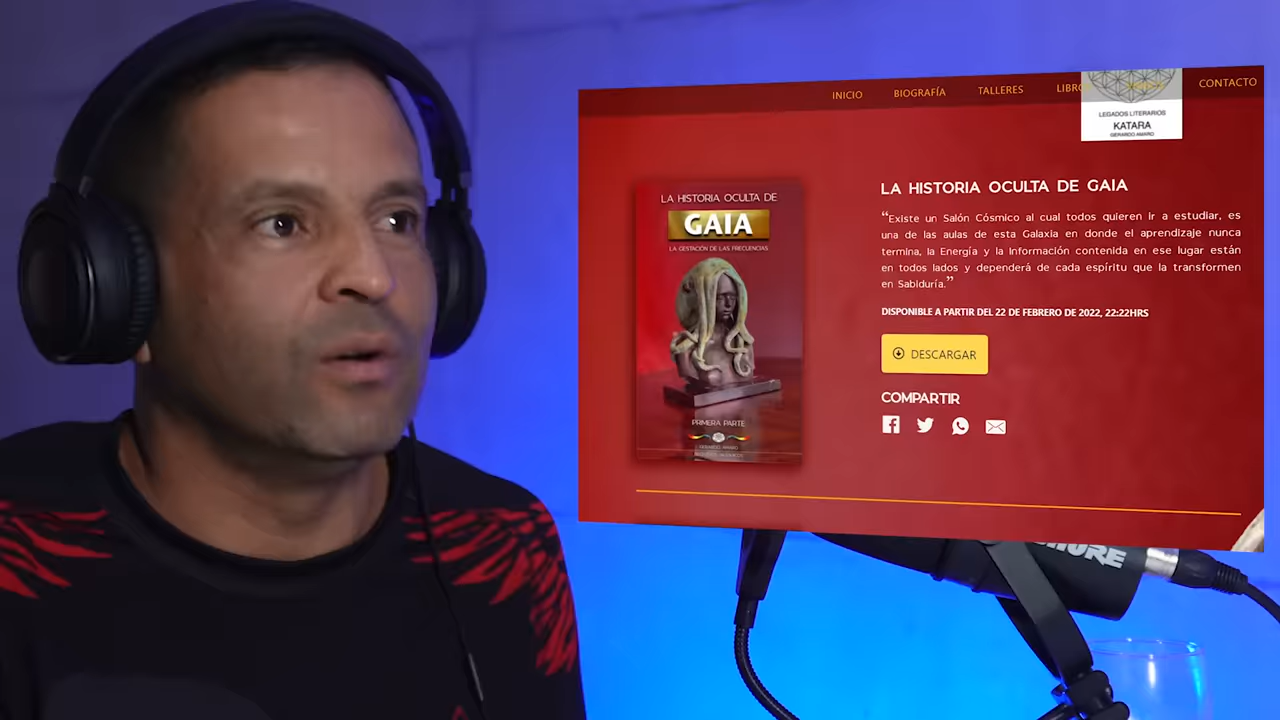 INICIO BIOGRAFÍA TALLERES LIBRO CONTACTO
LEGADOS LITERARIOS
KATARA
GERARDO AMARO
LA HISTORIA OCULTA DE
GAIA
LA GESTACIÓN DE LAS FRECUENCIAS
PRIMERA PARTE
LA HISTORIA OCULTA DE GAIA
“Existe un Salón Cósmico al cual todos quieren ir a estudiar, es
una de las aulas de esta Galaxia en donde el aprendizaje nunca
termina, la Energía y la Información contenida en ese lugar están
en todos lados y dependerá de cada espíritu que la transformen
en Sabiduría.”
DISPONIBLE A PARTIR DEL 22 DE FEBRERO DE 2022, 22:22HRS
DESCARGAR
COMPARTIR
SHURE